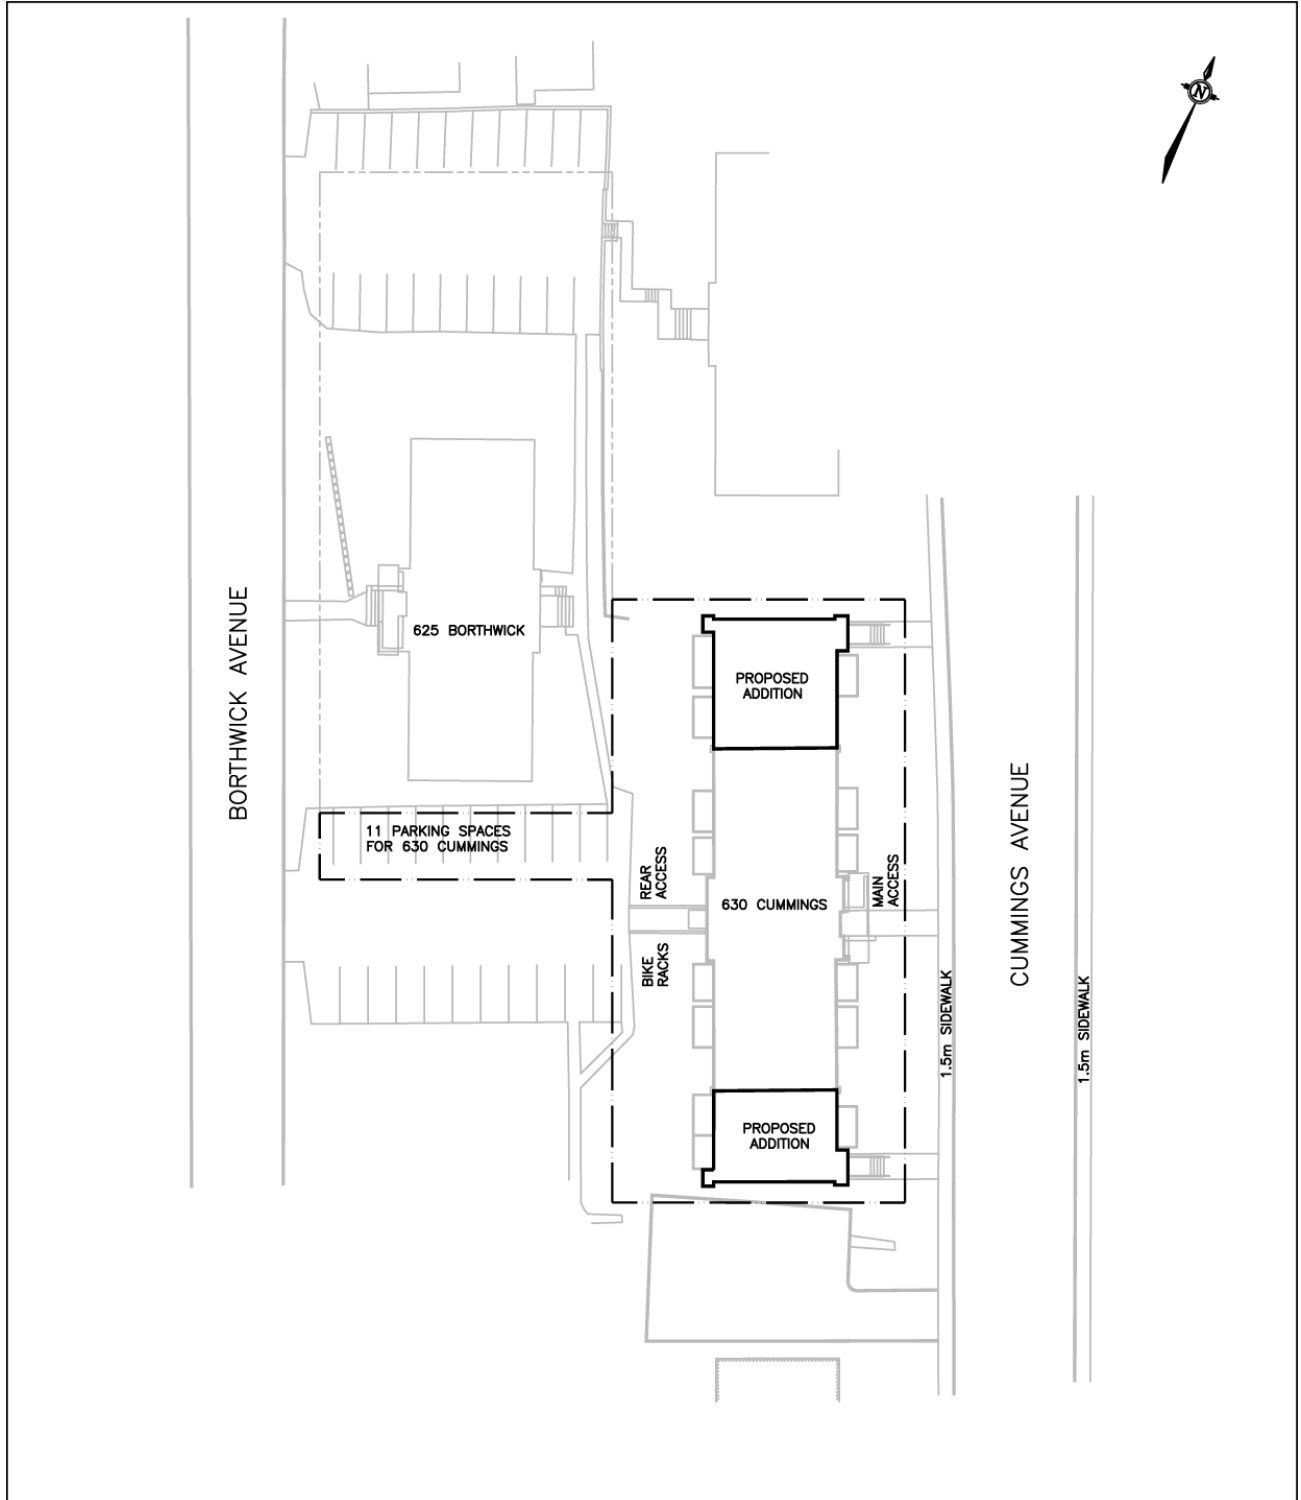 N
625 BORTHWICK
BORTHWICK AVENUE
PROPOSED
ADDITION
11 PARKING SPACES
FOR 630 CUMMINGS
REAR
ACCESS
630 CUMMINGS
MAIN
ACCESS
CUMMINGS AVENUE
BIKE
RACKS
1.5m SIDEWALK
1.5m SIDEWALK
PROPOSED
ADDITION